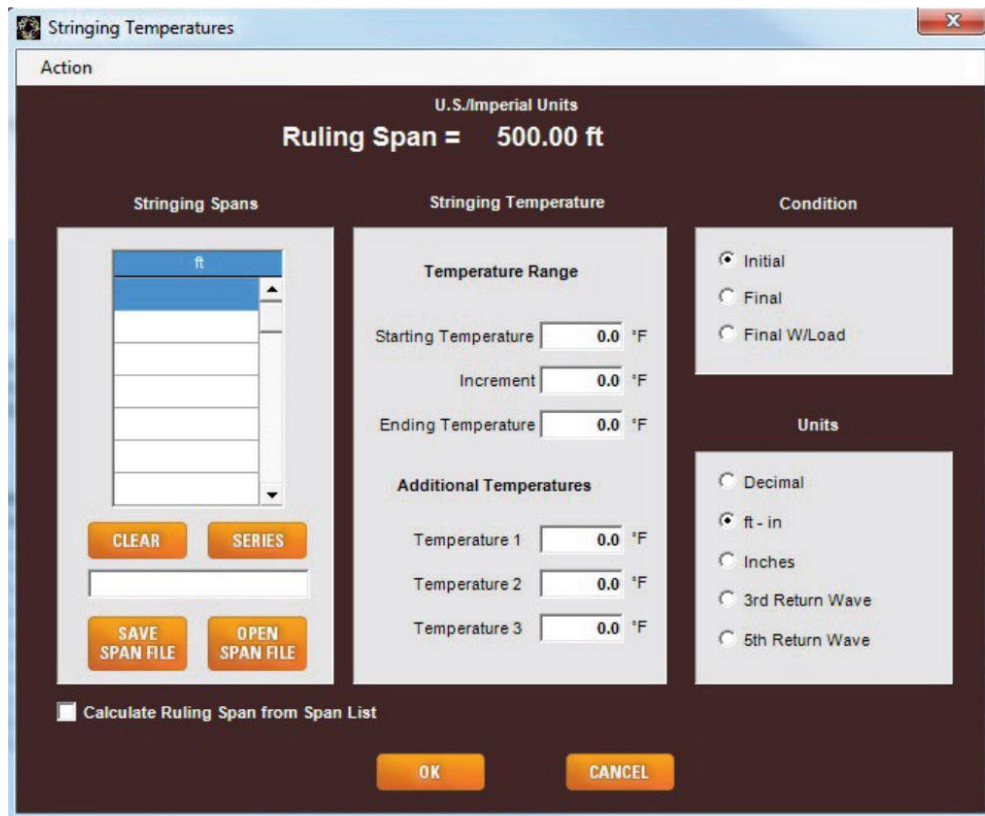 Stringing Temperatures
x
Action
U.S./Imperial Units
Ruling Span = 500.00 ft
Stringing Spans
ft
CLEAR
SERIES
SAVE
SPAN FILE
OPEN
SPAN FILE
Stringing Temperature
Temperature Range
Starting Temperature 0.0 °F
Increment 0.0 °F
Ending Temperature 0.0 °F
Additional Temperatures
Temperature 1 0.0 °F
Temperature 2 0.0 °F
Temperature 3 0.0 °F
Condition
Initial
Final
Final W/Load
Units
Decimal
ft - in
Inches
3rd Return Wave
5th Return Wave
Calculate Ruling Span from Span List
OK
CANCEL